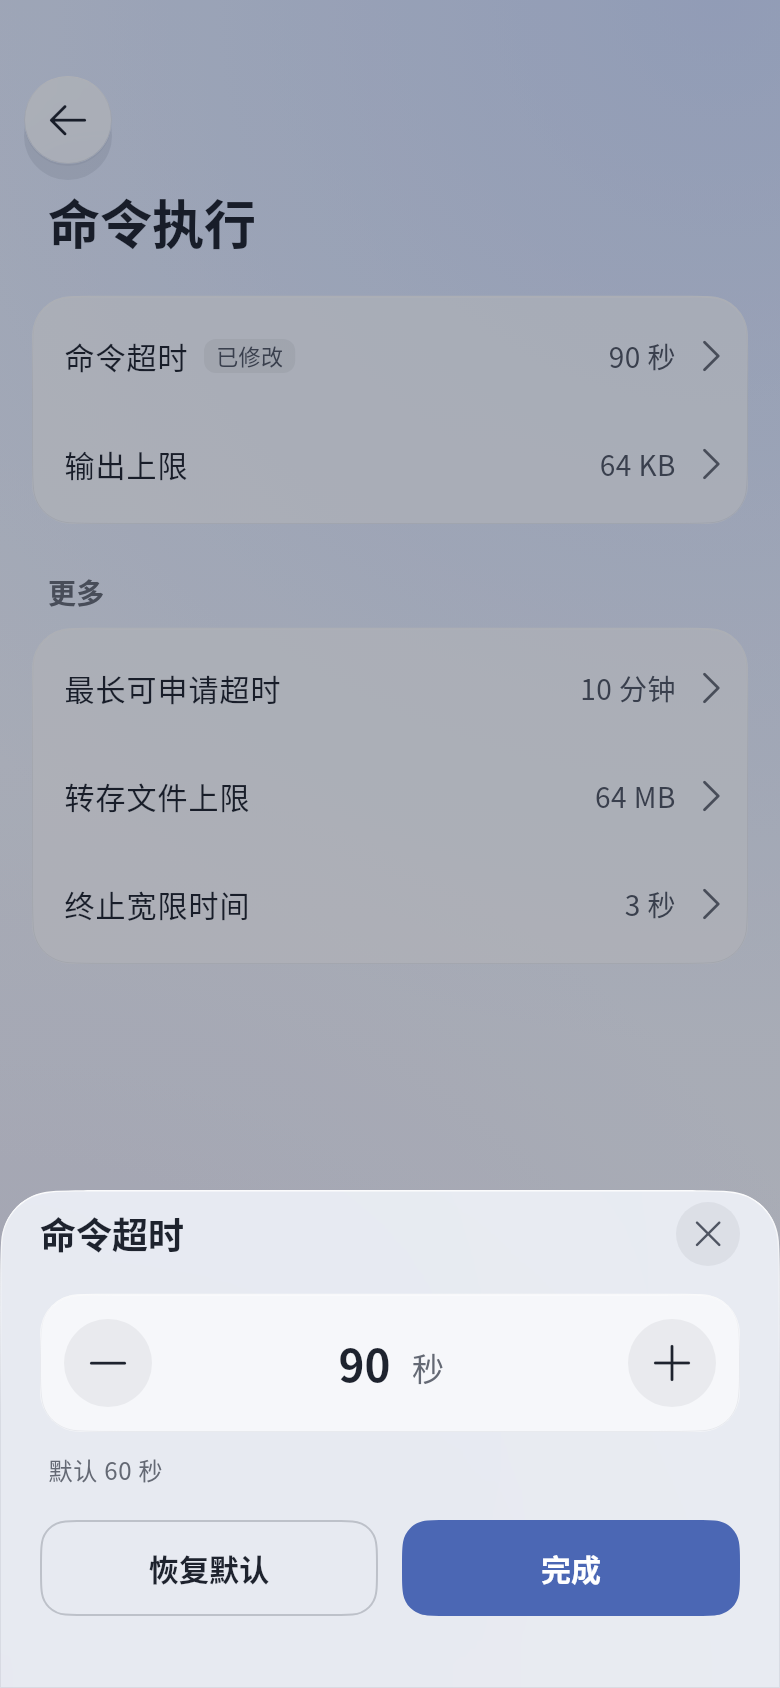 命令执行
命令超时 已修改 90 秒
输出上限 64 KB
更多
最长可申请超时 10 分钟
转存文件上限 64 MB
终止宽限时间 3 秒
命令超时
90 秒
默认 60 秒
恢复默认 完成